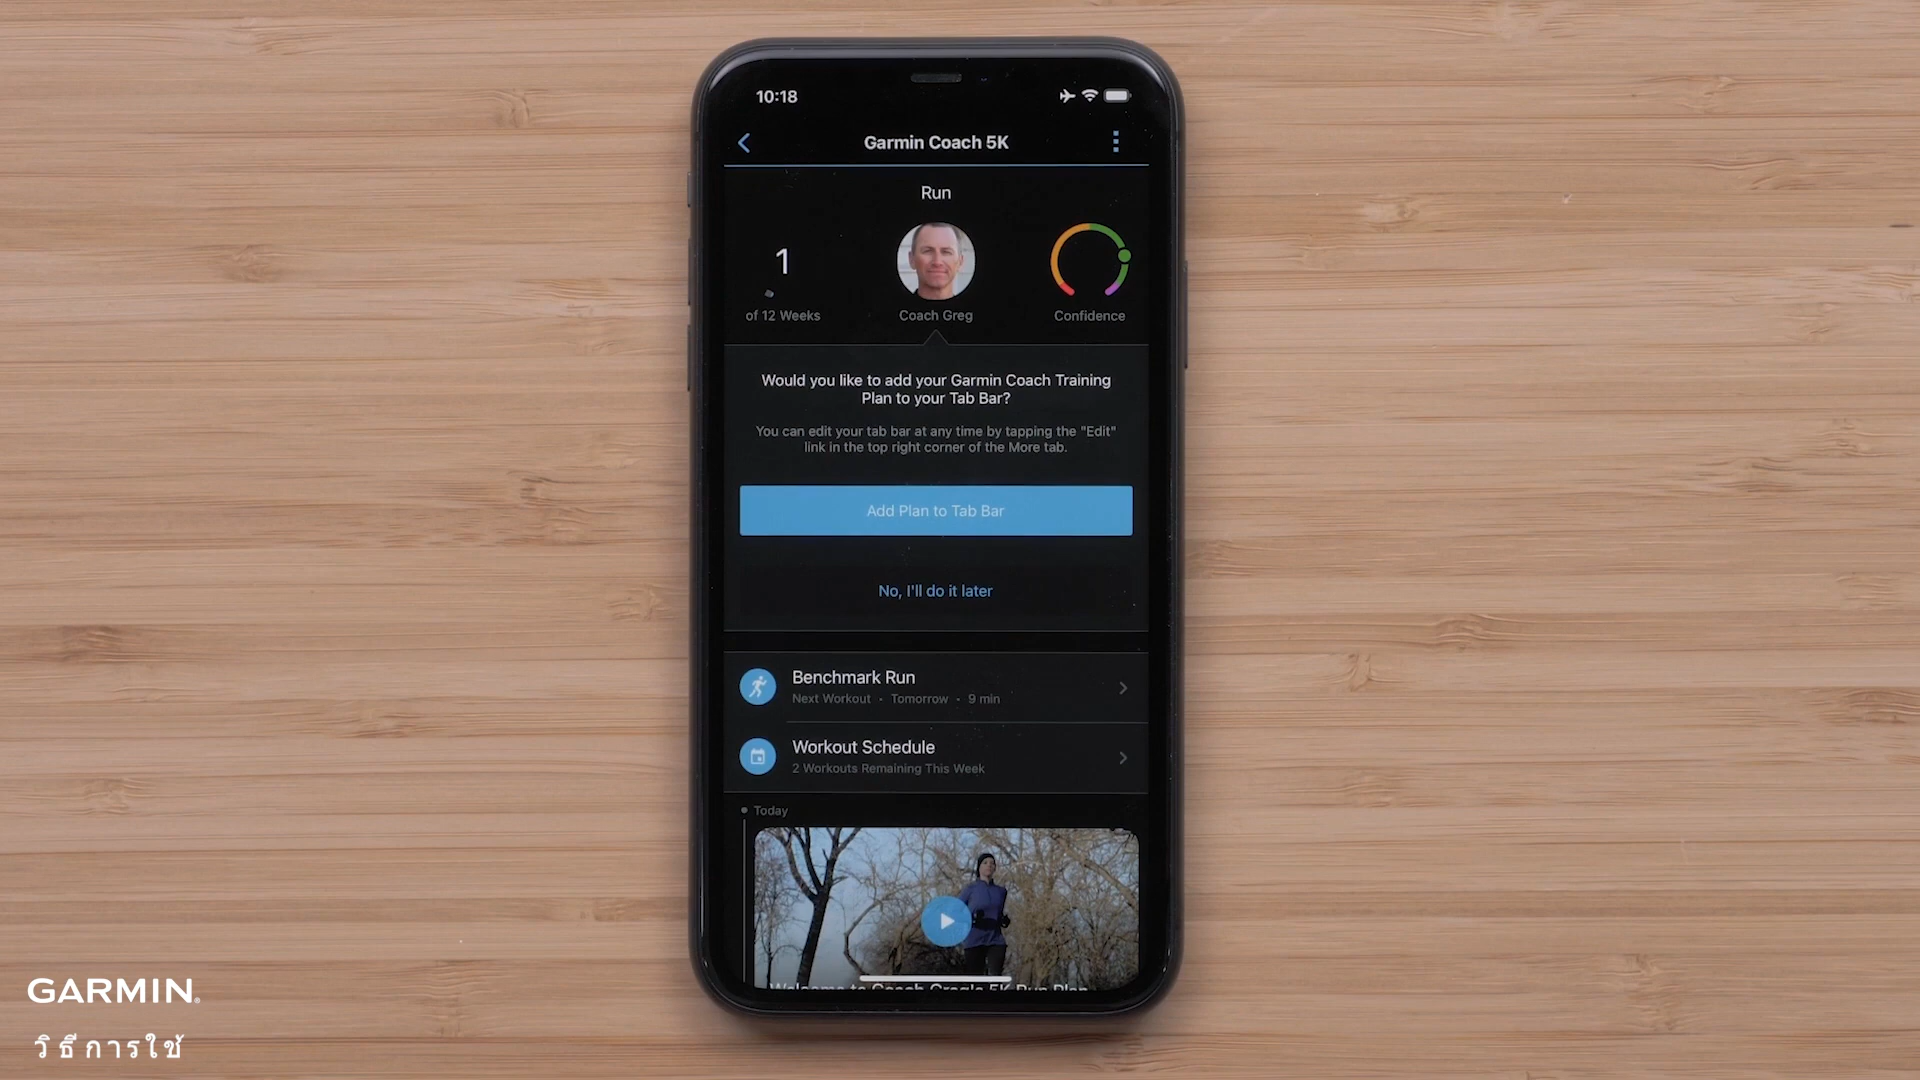 10:18
Garmin Coach 5K
Run
1
of 12 Weeks
Coach Greg
Confidence
Would you like to add your Garmin Coach Training
Plan to your Tab Bar?
You can edit your tab bar at any time by tapping the "Edit"
link in the top right corner of the More tab.
Add Plan to Tab Bar
No, I'll do it later
Benchmark Run
Next Workout • Tomorrow • 9 min
Workout Schedule
2 Workouts Remaining This Week
Today
Welcome to Coach Greg's 5K Run Plan
GARMIN®
วิธีการใช้